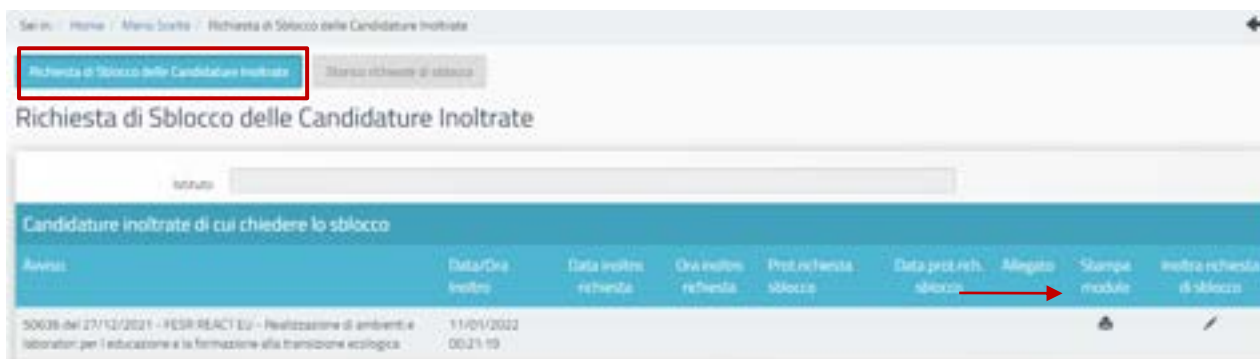 Sei in: / Home / Menu Scelte / Richiesta di Sblocco delle Candidature Inoltrate
Richiesta di Sblocco delle Candidature Inoltrate
Storico richieste di sblocco
Richiesta di Sblocco delle Candidature Inoltrate
Istituto
Candidature inoltrate di cui chiedere lo sblocco
Avviso
Data/Ora inoltro
Data inoltro richiesta
Ora inoltro richiesta
Prot.richiesta sblocco
Data prot.rich. sblocco
Allegato
Stampa modulo
Inoltra richiesta di sblocco
50636 del 27/12/2021 - FESR REACT EU - Realizzazione di ambienti e
laboratori per l'educazione e la formazione alla transizione ecologica
11/01/2022
00:21:19